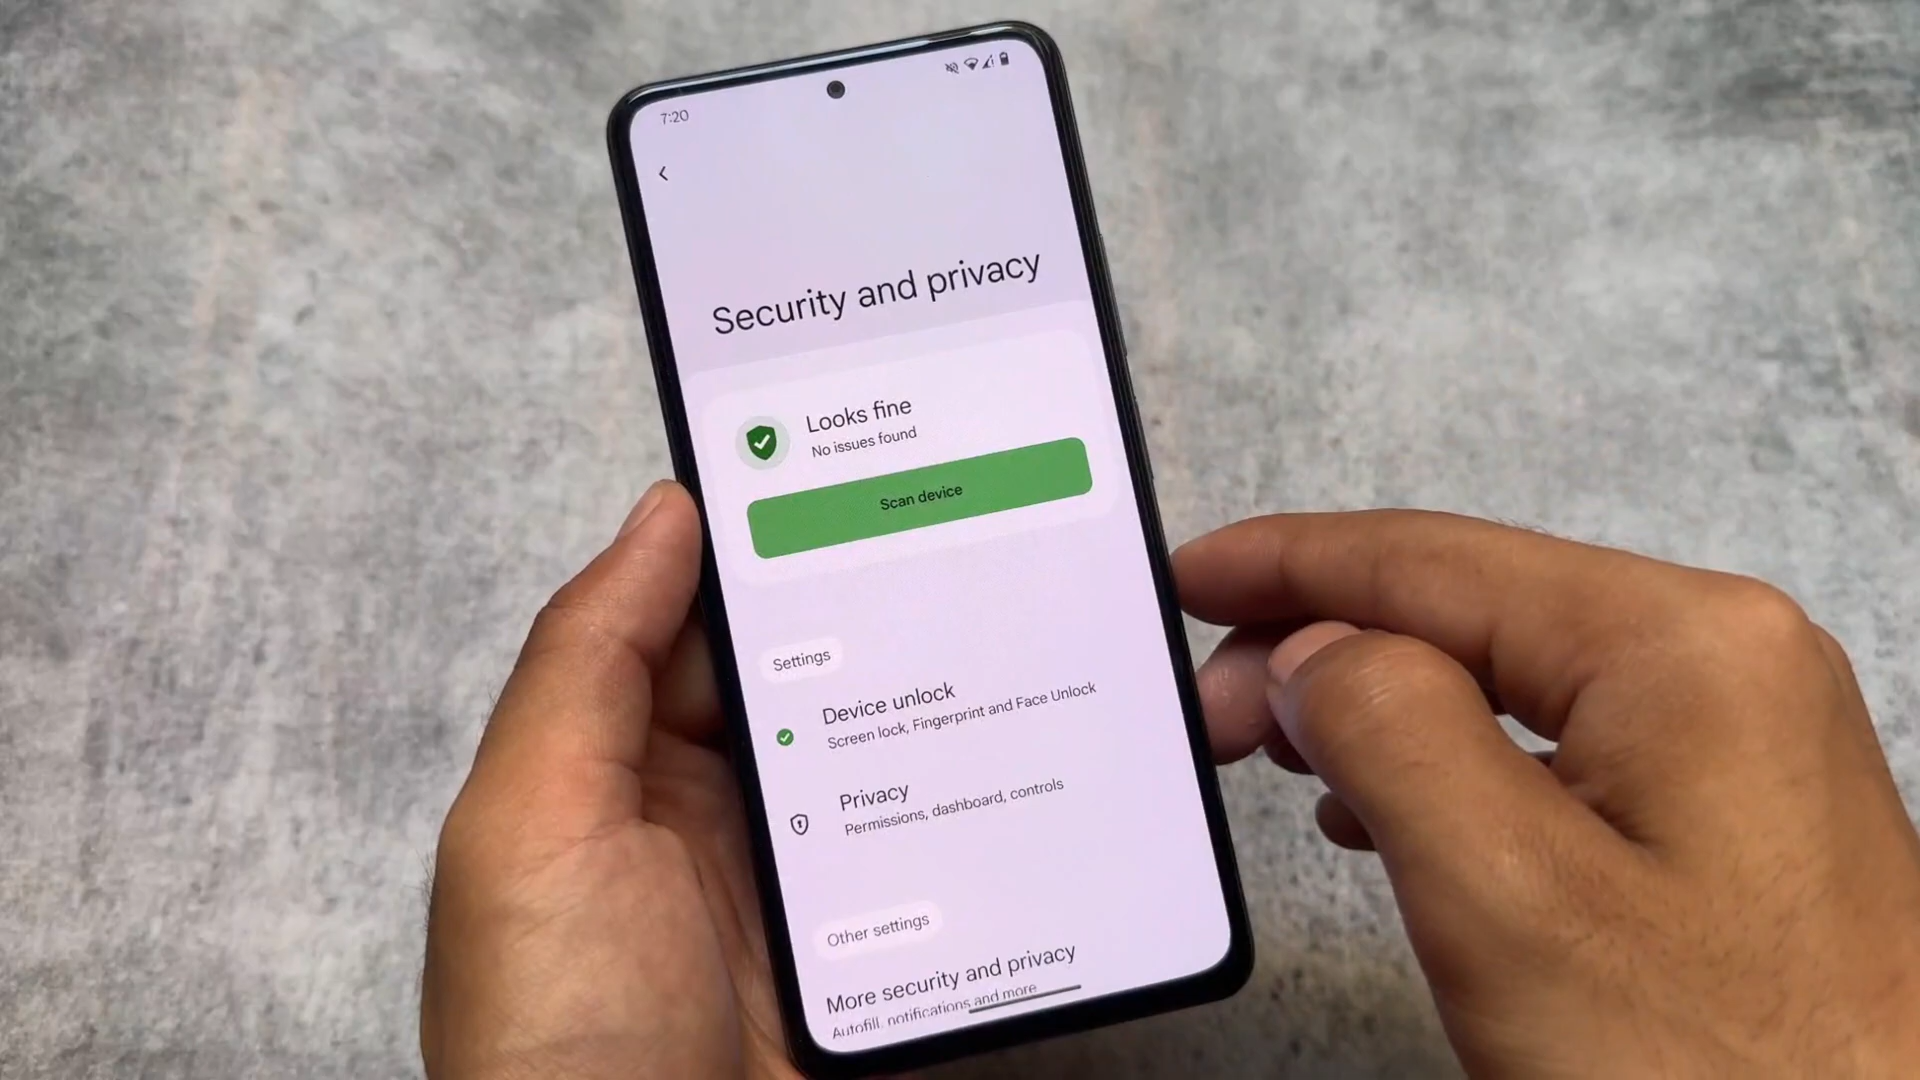 7:20
Security and privacy
Looks fine
No issues found
Scan device
Settings
Device unlock
Screen lock, Fingerprint and Face Unlock
Privacy
Permissions, dashboard, controls
Other settings
More security and privacy
Autofill, notifications and more